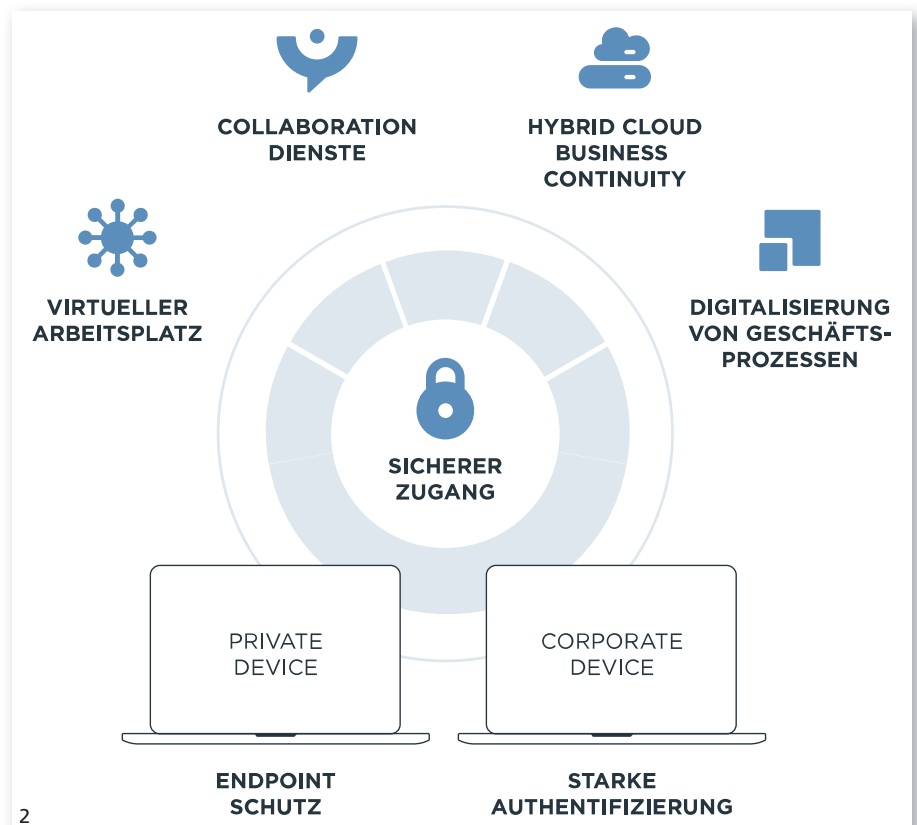 COLLABORATION
DIENSTE
HYBRID CLOUD
BUSINESS
CONTINUITY
VIRTUELLER
ARBEITSPLATZ
DIGITALISIERUNG
VON GESCHÄFTS-
PROZESSEN
SICHERER
ZUGANG
PRIVATE
DEVICE
CORPORATE
DEVICE
ENDPOINT
SCHUTZ
STARKE
AUTHENTIFIZIERUNG
2